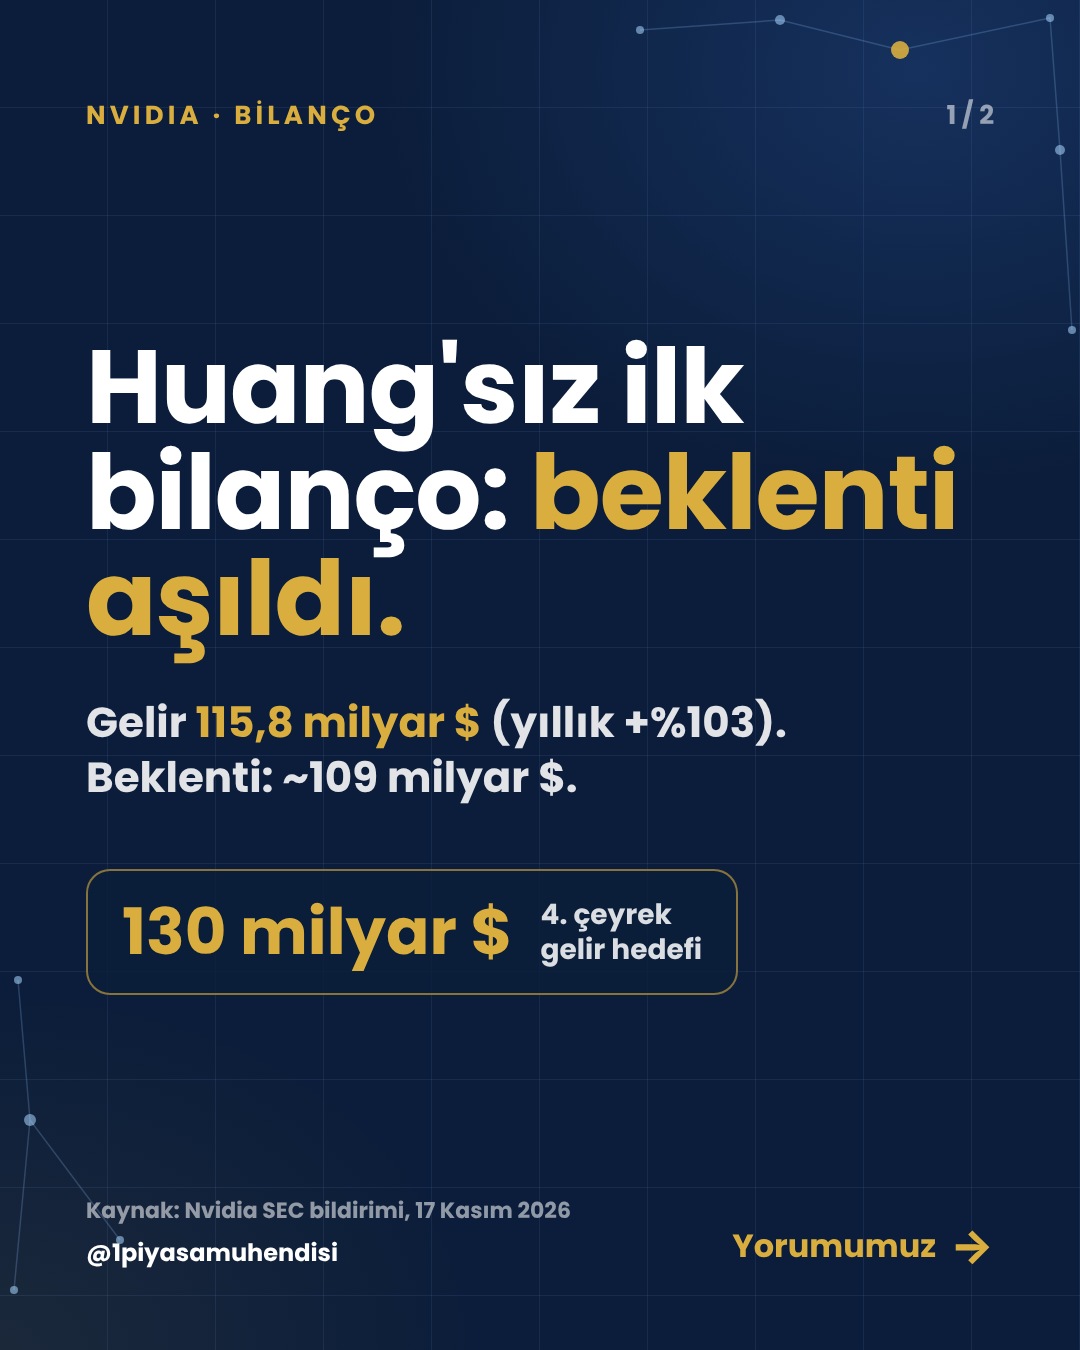 NVIDIA · BİLANÇO
1 / 2
Huang'sız ilk
bilanço: beklenti
aşıldı.
Gelir 115,8 milyar $ (yıllık +%103).
Beklenti: ~109 milyar $.
130 milyar $
4. çeyrek
gelir hedefi
Kaynak: Nvidia SEC bildirimi, 17 Kasım 2026
@1piyasamuhendisi
Yorumumuz →